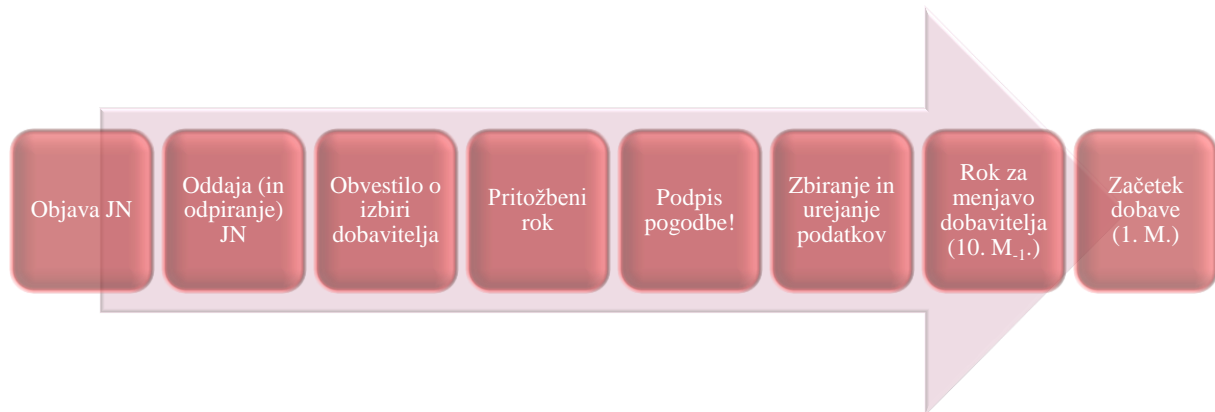 Objava JN
Oddaja (in
odpiranje)
JN
Obvestilo o
izbiri
dobavitelja
Pritožbeni
rok
Podpis
pogodbe!
Zbiranje in
urejanje
podatkov
Rok za
menjavo
dobavitelja
(10. M-1.)
Začetek
dobave
(1. M.)